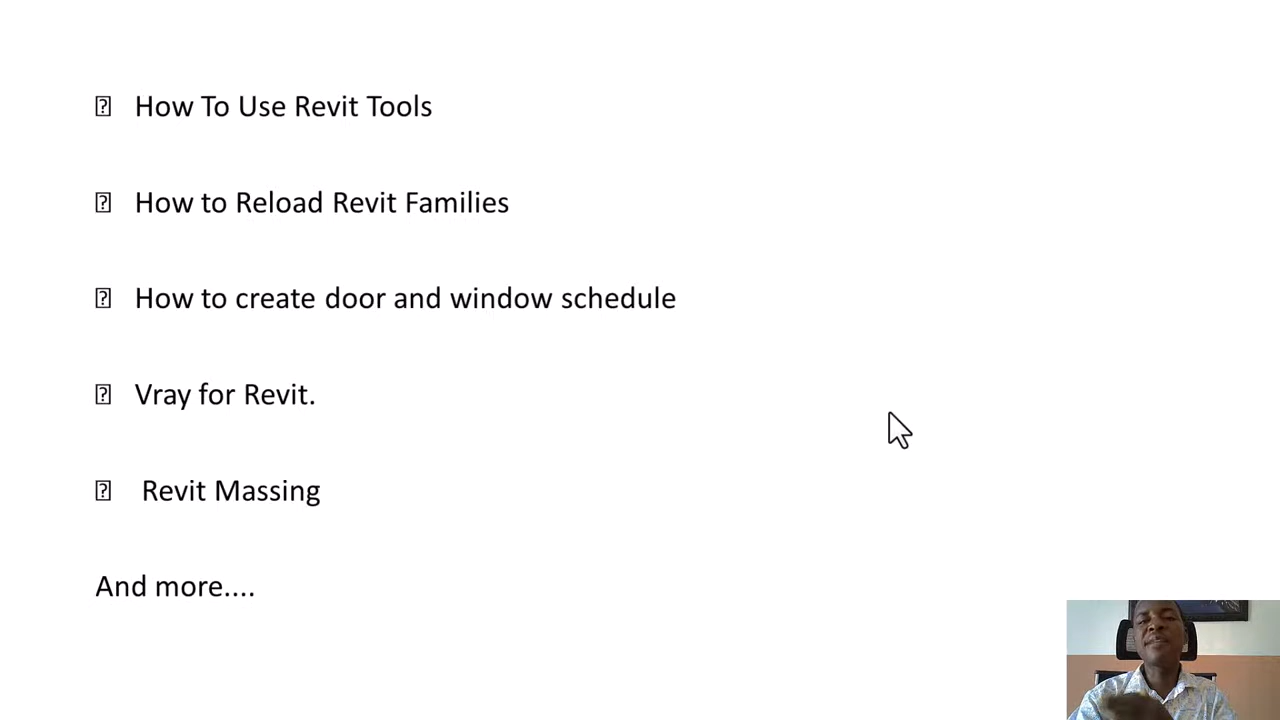 How To Use Revit Tools
How to Reload Revit Families
How to create door and window schedule
Vray for Revit.
Revit Massing
And more....